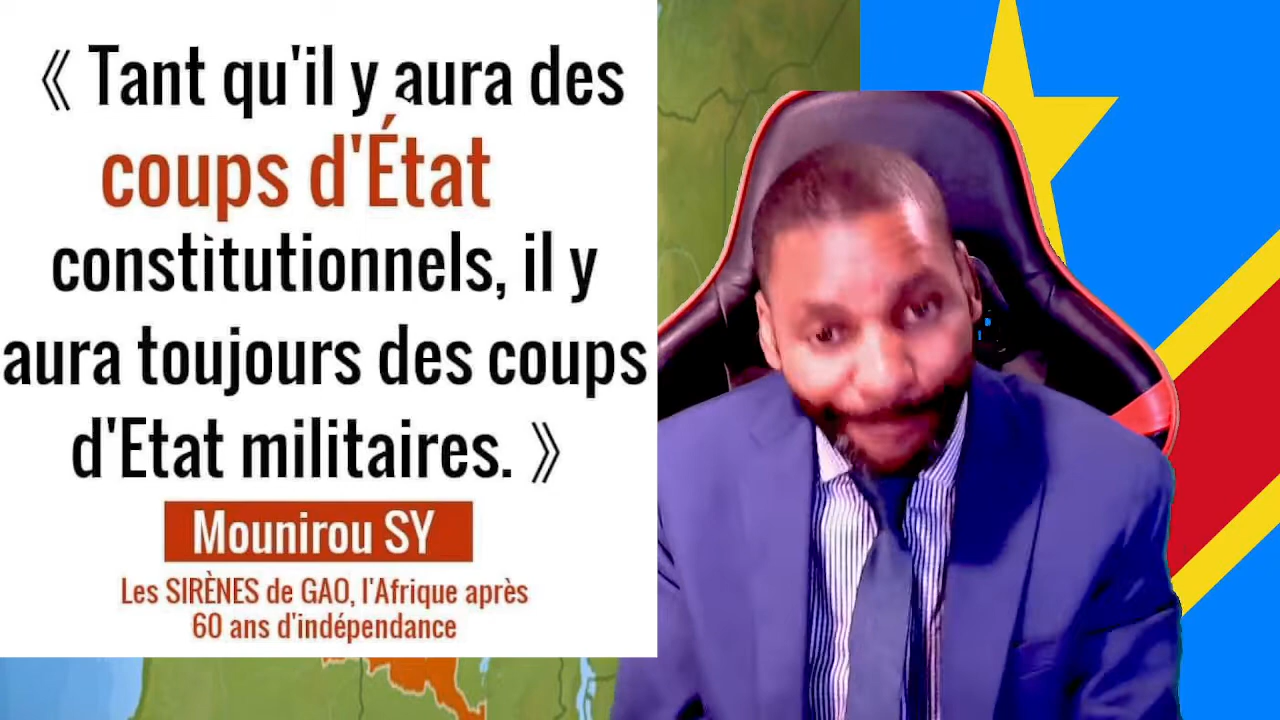 《 Tant qu'il y aura des
coups d'État
constitutionnels, il y
aura toujours des coups
d'Etat militaires. 》
Mounirou SY
Les SIRÈNES de GAO, l'Afrique après
60 ans d'indépendance